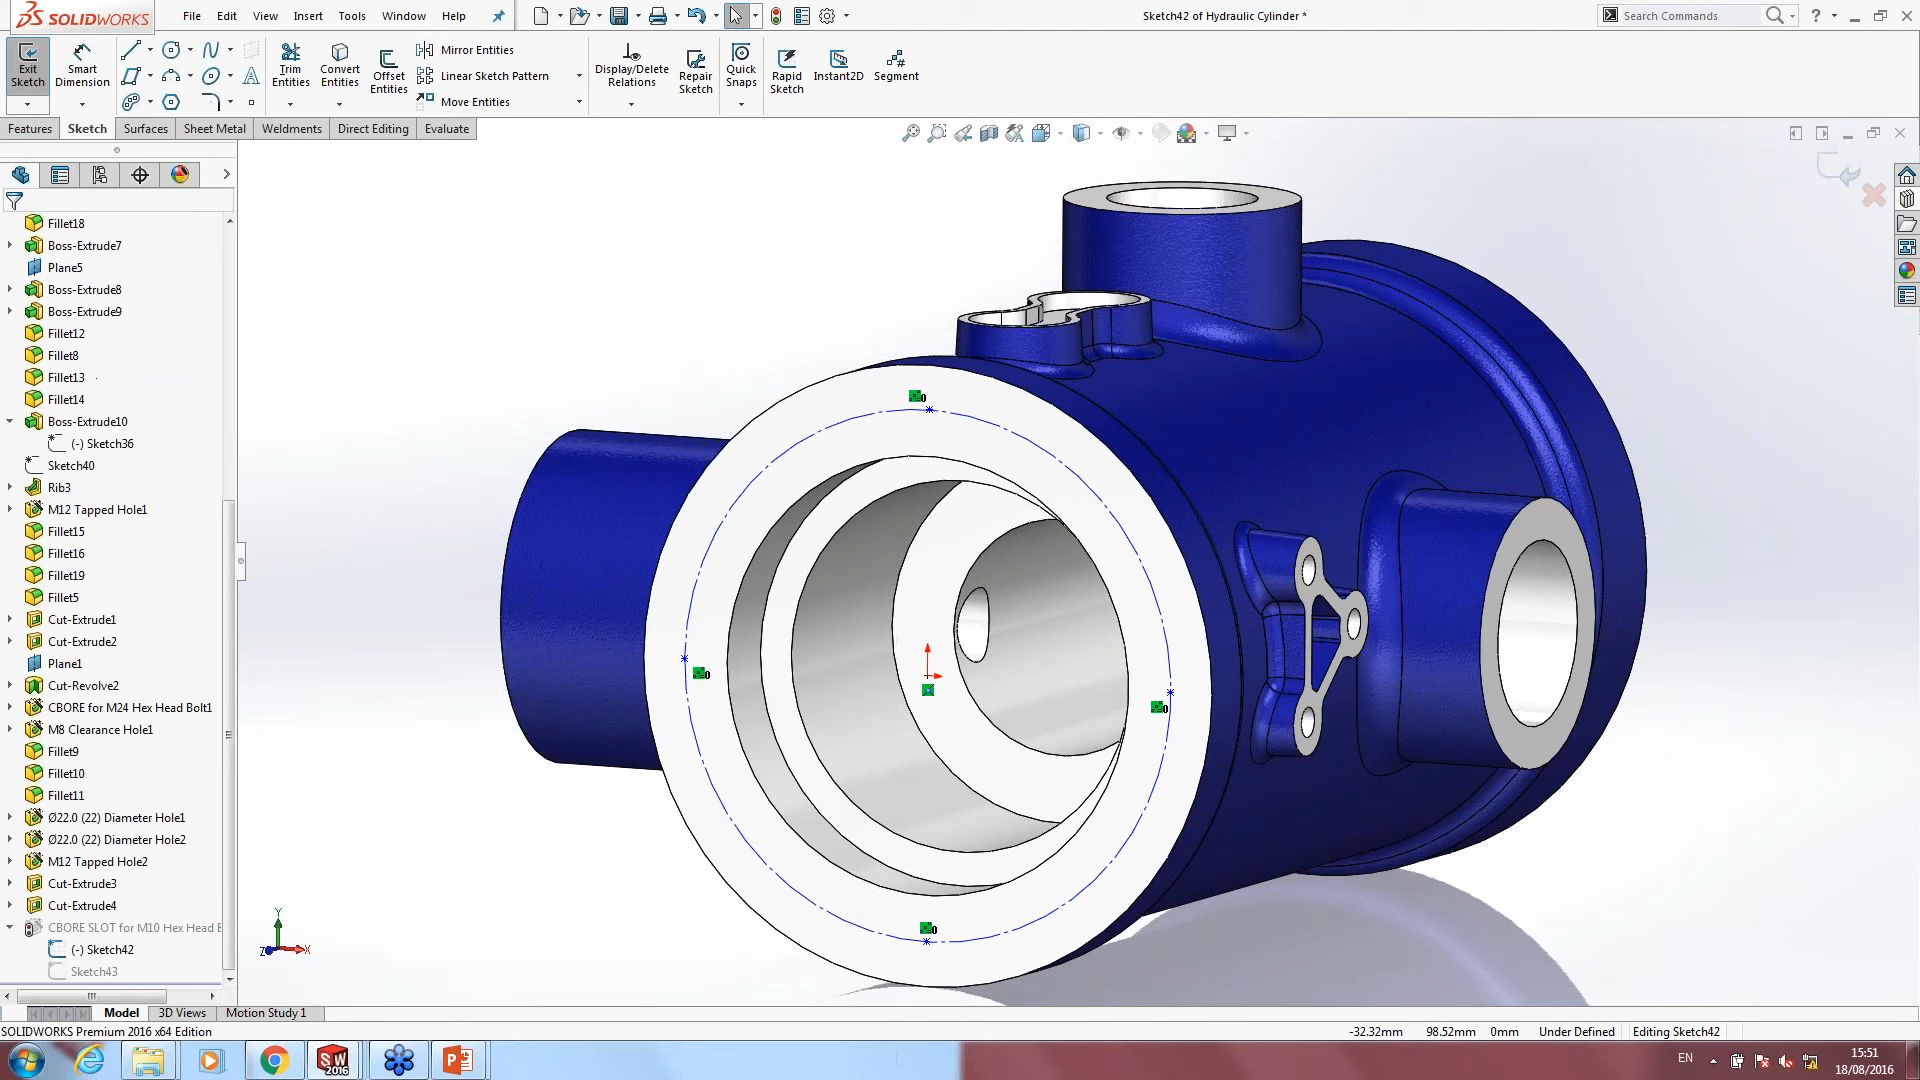 SOLIDWORKS
File Edit View Insert Tools Window Help
Sketch42 of Hydraulic Cylinder *
Search Commands
Exit Sketch
Smart Dimension
Trim Entities
Convert Entities
Offset Entities
Mirror Entities
Linear Sketch Pattern
Move Entities
Display/Delete Relations
Repair Sketch
Quick Snaps
Rapid Sketch
Instant2D
Segment
Features Sketch Surfaces Sheet Metal Weldments Direct Editing Evaluate
Fillet18
Boss-Extrude7
Plane5
Boss-Extrude8
Boss-Extrude9
Fillet12
Fillet8
Fillet13
Fillet14
Boss-Extrude10
(-) Sketch36
Sketch40
Rib3
M12 Tapped Hole1
Fillet15
Fillet16
Fillet19
Fillet5
Cut-Extrude1
Cut-Extrude2
Plane1
Cut-Revolve2
CBORE for M24 Hex Head Bolt1
M8 Clearance Hole1
Fillet9
Fillet10
Fillet11
Ø22.0 (22) Diameter Hole1
Ø22.0 (22) Diameter Hole2
M12 Tapped Hole2
Cut-Extrude3
Cut-Extrude4
CBORE SLOT for M10 Hex Head B
(-) Sketch42
Sketch43
0
0
0
0
Y
Z X
Model 3D Views Motion Study 1
SOLIDWORKS Premium 2016 x64 Edition
-32.32mm 98.52mm 0mm Under Defined Editing Sketch42
SW 2016
EN
15:51
18/08/2016